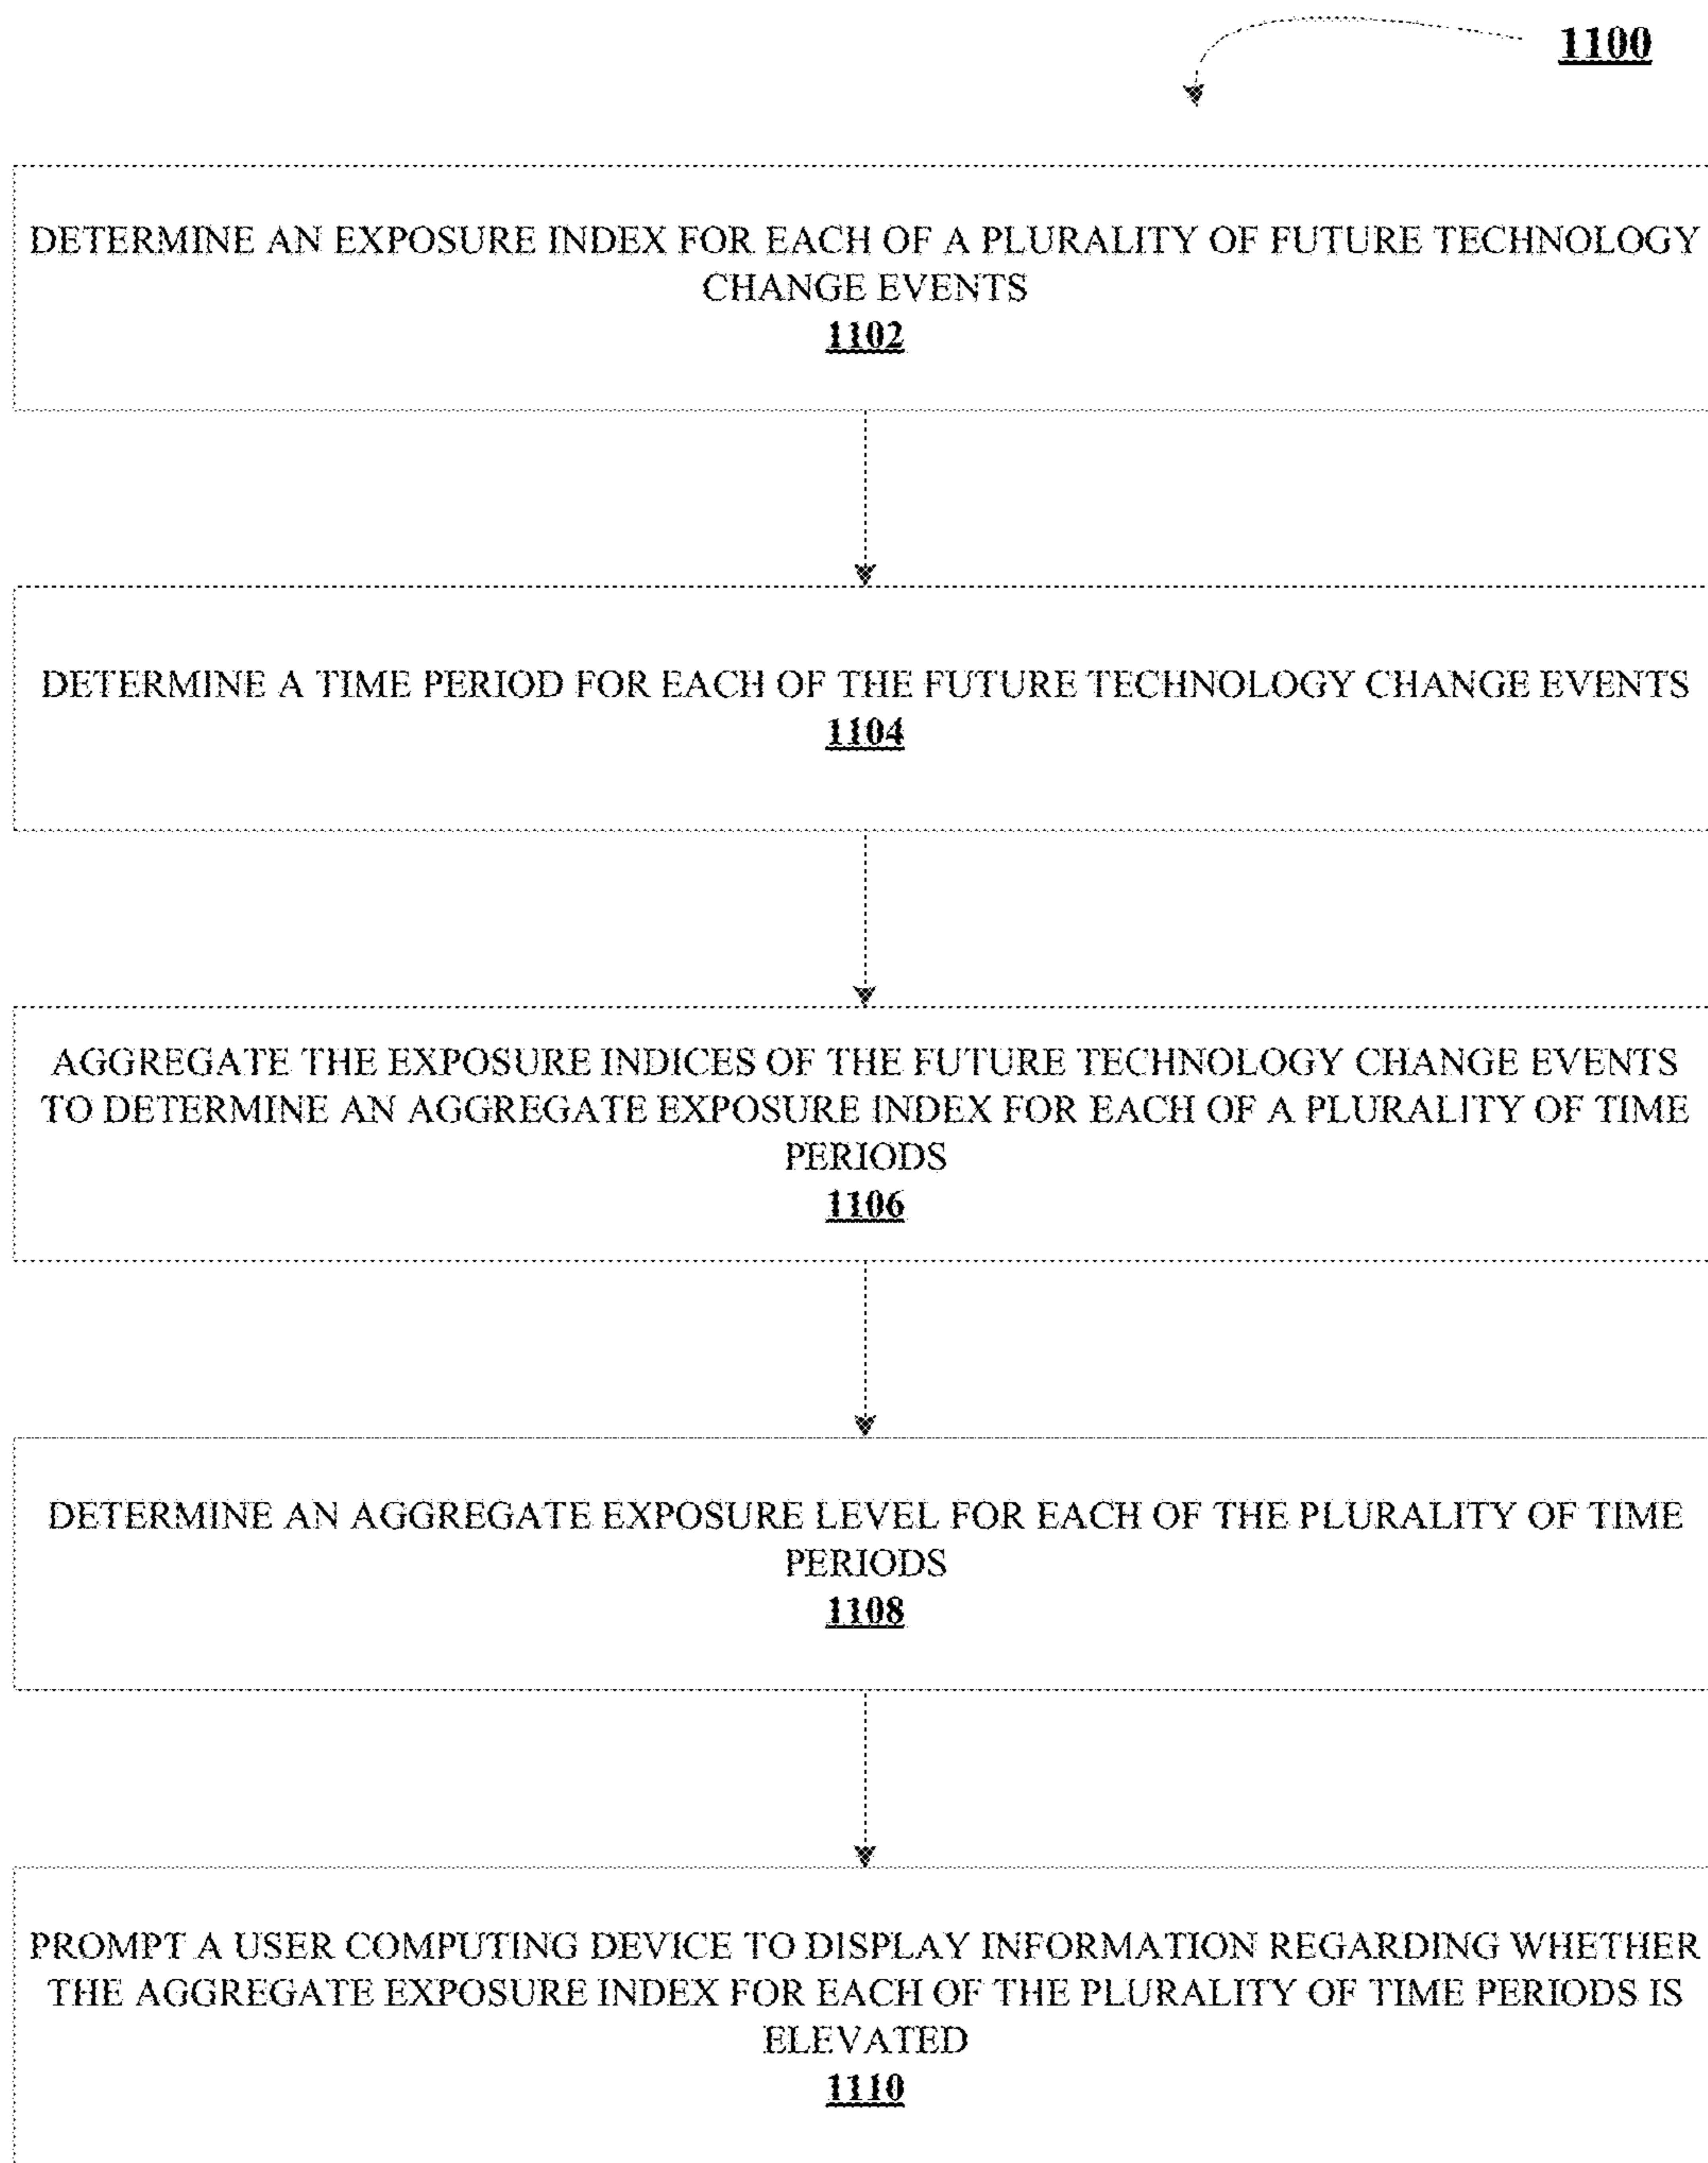 1100
DETERMINE AN EXPOSURE INDEX FOR EACH OF A PLURALITY OF FUTURE TECHNOLOGY
CHANGE EVENTS
1102
DETERMINE A TIME PERIOD FOR EACH OF THE FUTURE TECHNOLOGY CHANGE EVENTS
1104
AGGREGATE THE EXPOSURE INDICES OF THE FUTURE TECHNOLOGY CHANGE EVENTS
TO DETERMINE AN AGGREGATE EXPOSURE INDEX FOR EACH OF A PLURALITY OF TIME
PERIODS
1106
DETERMINE AN AGGREGATE EXPOSURE LEVEL FOR EACH OF THE PLURALITY OF TIME
PERIODS
1108
PROMPT A USER COMPUTING DEVICE TO DISPLAY INFORMATION REGARDING WHETHER
THE AGGREGATE EXPOSURE INDEX FOR EACH OF THE PLURALITY OF TIME PERIODS IS
ELEVATED
1110